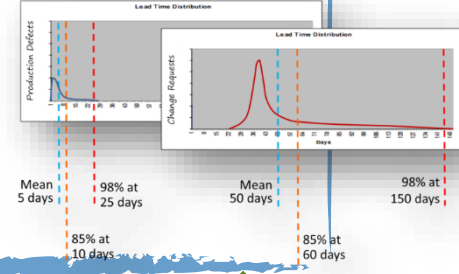 Lead Time Distribution
Production Defects
Lead Time Distribution
Change Requests
Days
Mean
5 days
98% at
25 days
85% at
10 days
Mean
50 days
98% at
150 days
85% at
60 days